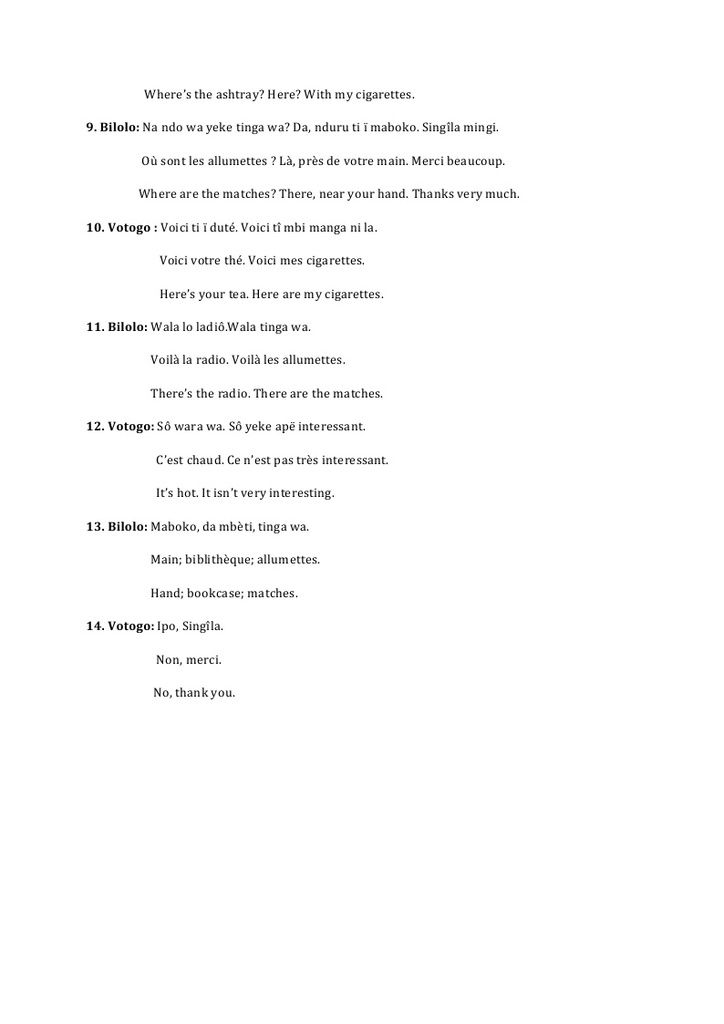 Where's the ashtray? Here? With my cigarettes.
9. Bilolo: Na ndo wa yeke tinga wa? Da, nduru ti ï maboko. Singîla mingi.
Où sont les allumettes ? Là, près de votre main. Merci beaucoup.
Where are the matches? There, near your hand. Thanks very much.
10. Votogo : Voici ti ï duté. Voici tî mbi manga ni la.
Voici votre thé. Voici mes cigarettes.
Here's your tea. Here are my cigarettes.
11. Bilolo: Wala lo ladiô.Wala tinga wa.
Voilà la radio. Voilà les allumettes.
There's the radio. There are the matches.
12. Votogo: Sô wara wa. Sô yeke apë interessant.
C'est chaud. Ce n'est pas très interessant.
It's hot. It isn't very interesting.
13. Bilolo: Maboko, da mbèti, tinga wa.
Main; biblithèque; allumettes.
Hand; bookcase; matches.
14. Votogo: Ipo, Singîla.
Non, merci.
No, thank you.